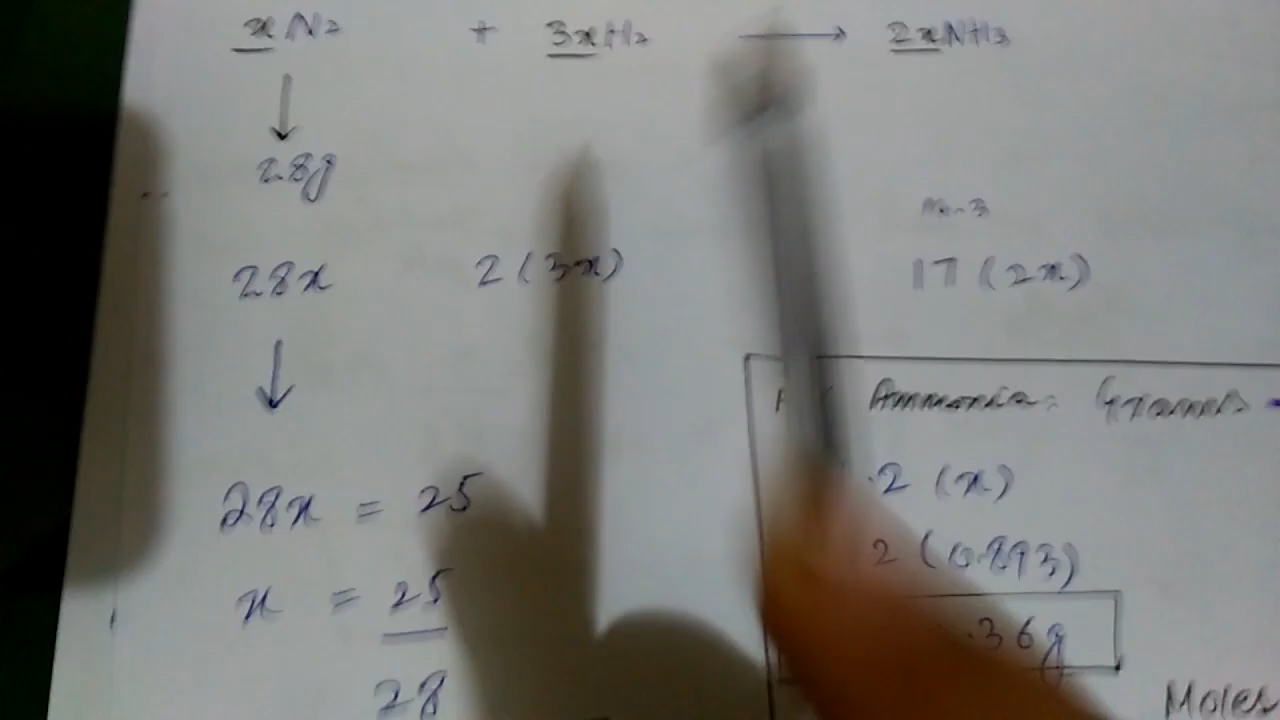 xN2 + 3xH2 → 2xNH3
28g
28x 2(3x) 17(2x)
Ammonia: Grams
28x = 25
2 (x)
x = 25
28
2 (0.893)
.36g
Moles